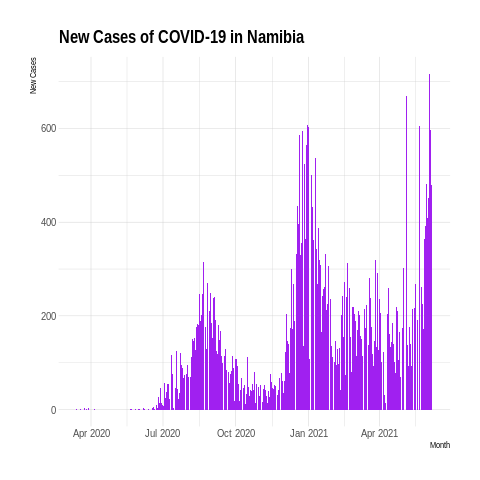 New Cases of COVID-19 in Namibia
New Cases
600
400
200
0
Apr 2020 Jul 2020 Oct 2020 Jan 2021 Apr 2021
Month